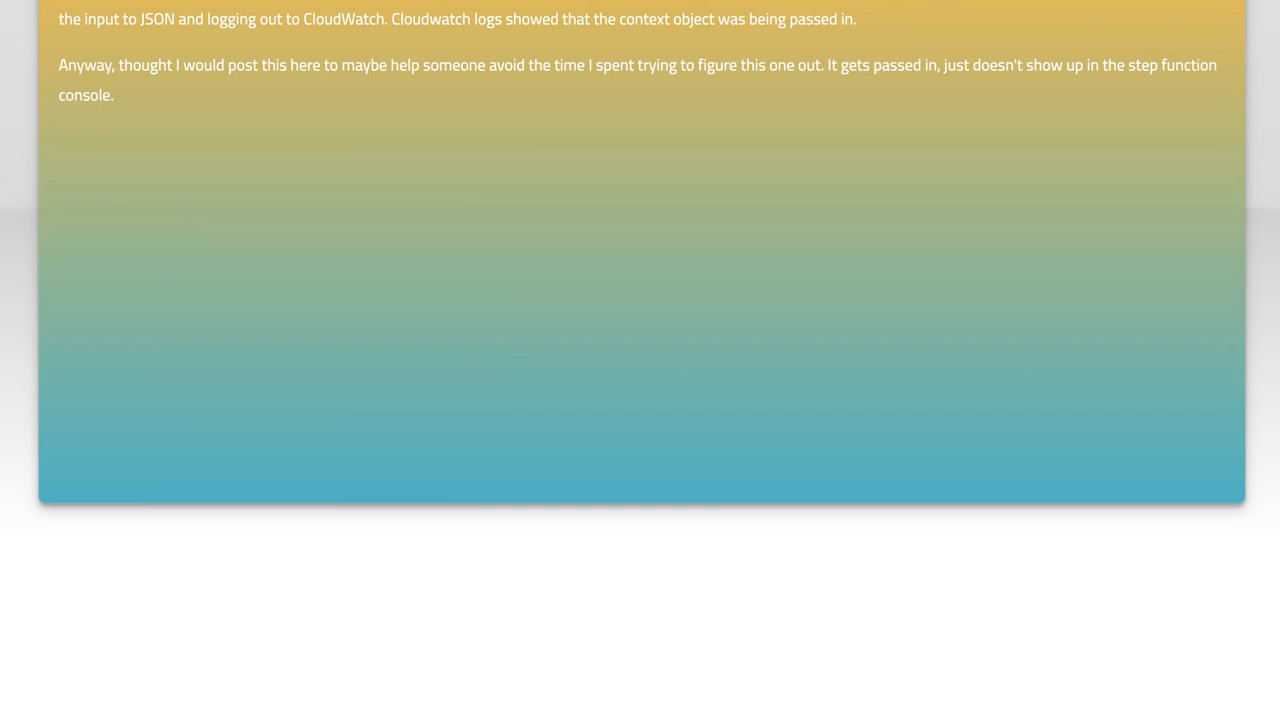 the input to JSON and logging out to CloudWatch. Cloudwatch logs showed that the context object was being passed in.
Anyway, thought I would post this here to maybe help someone avoid the time I spent trying to figure this one out. It gets passed in, just doesn't show up in the step function
console.